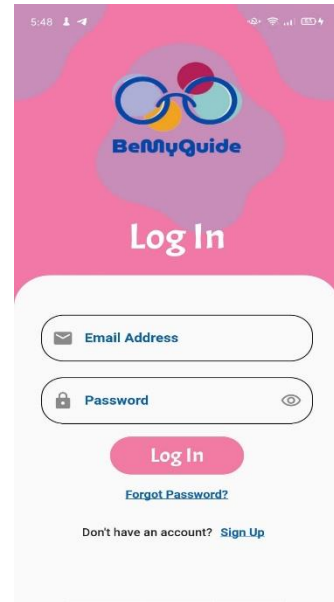 5:48
BeMyGuide
Log In
Email Address
Password
Log In
Forgot Password?
Don't have an account? Sign Up